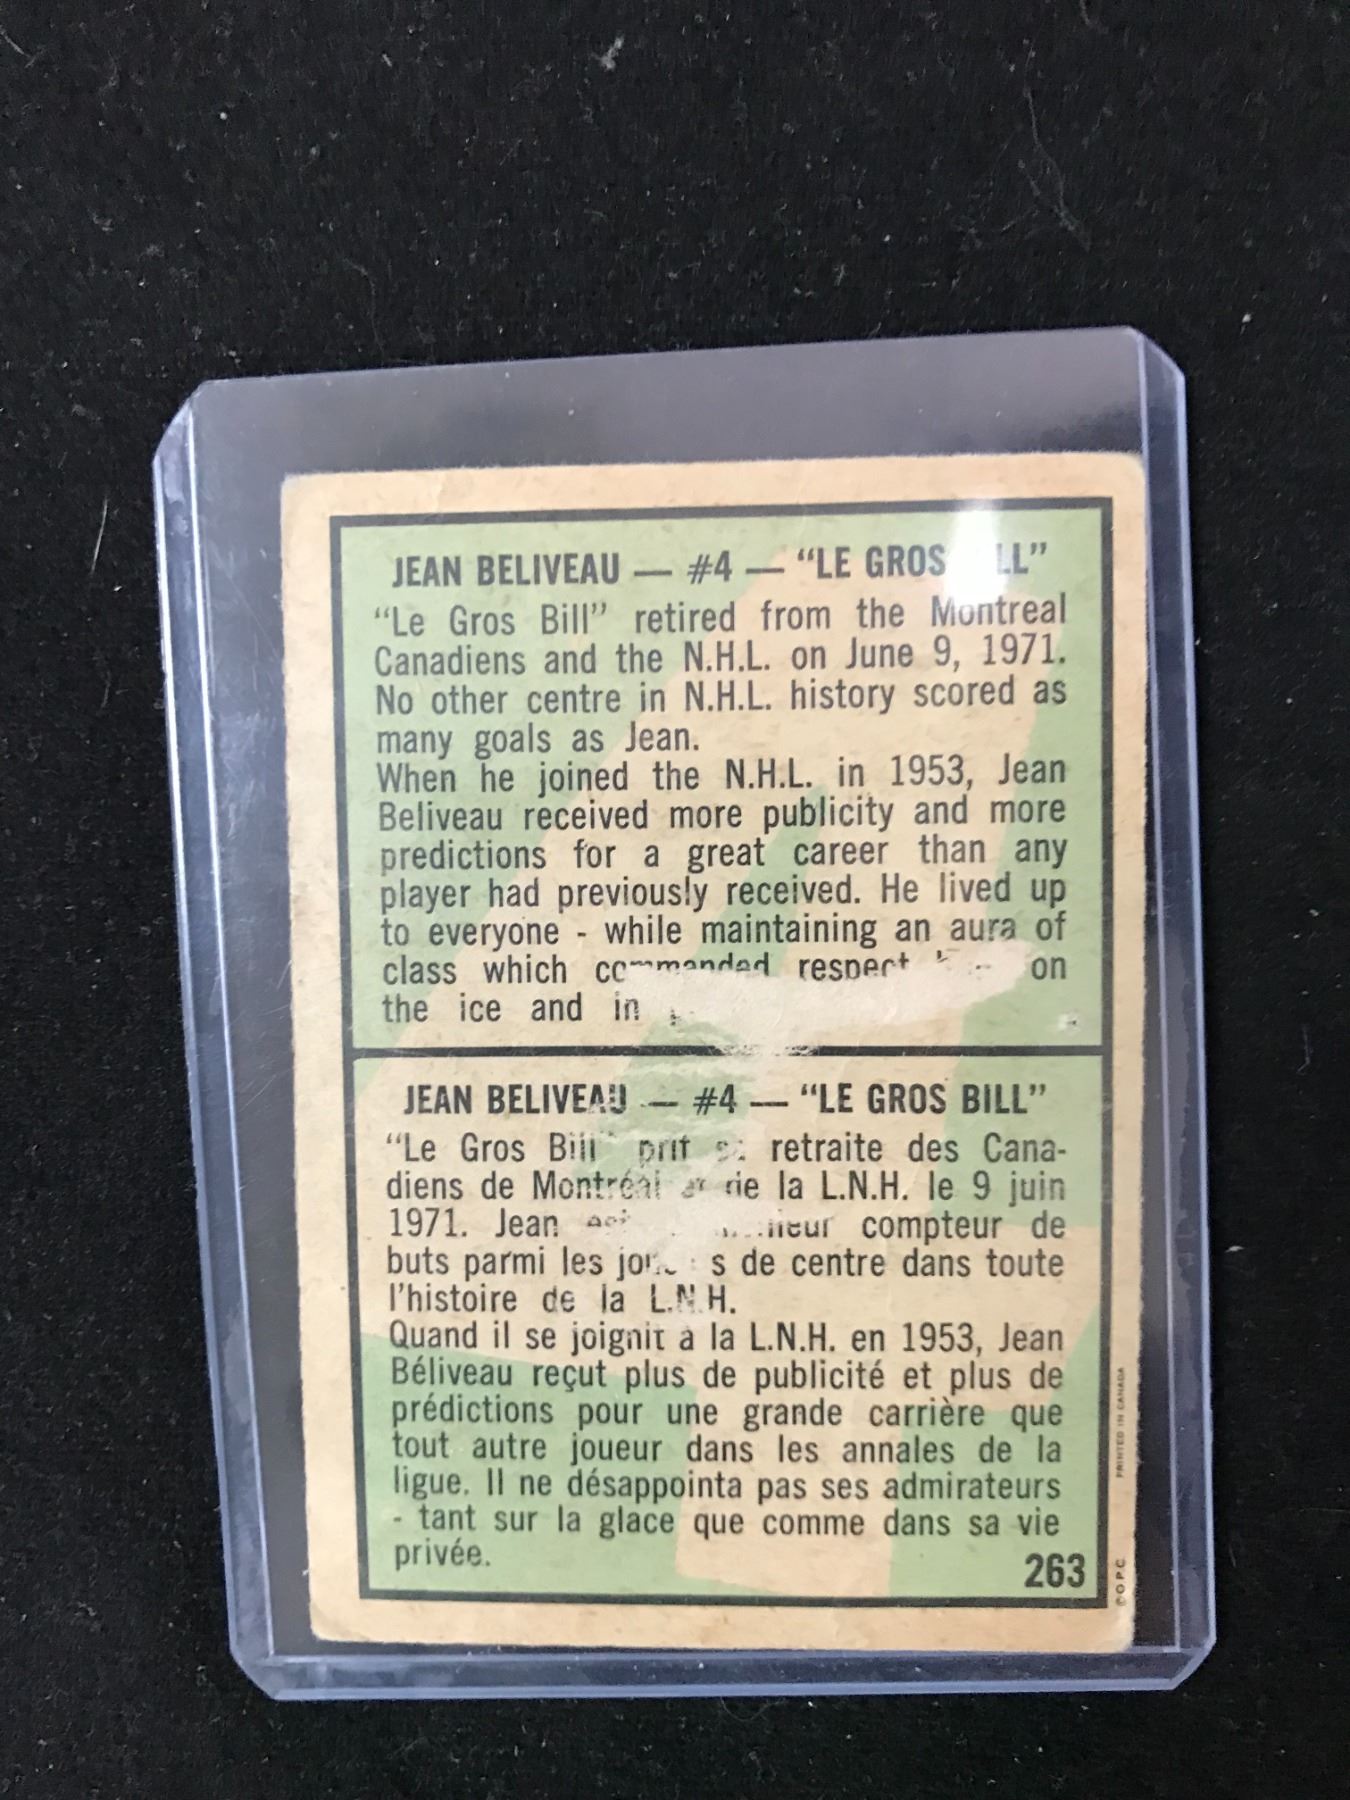 JEAN BELIVEAU — #4 — "LE GROS LL"
"Le Gros Bill" retired from the Montreal
Canadiens and the N.H.L. on June 9, 1971.
No other centre in N.H.L. history scored as
many goals as Jean.
When he joined the N.H.L. in 1953, Jean
Beliveau received more publicity and more
predictions for a great career than any
player had previously received. He lived up
to everyone - while maintaining an aura of
class which commanded respect on
the ice and in
JEAN BELIVEAU — #4 — "LE GROS BILL"
"Le Gros Bill" prit sa retraite des Cana-
diens de Montréal et de la L.N.H. le 9 juin
1971. Jean compteur de
buts parmi les de centre dans toute
l'histoire de la L.N.H.
Quand il se joignit à la L.N.H. en 1953, Jean
Béliveau reçut plus de publicité et plus de
prédictions pour une grande carrière que
tout autre joueur dans les annales de la
ligue. Il ne désappointa pas ses admirateurs
- tant sur la glace que comme dans sa vie
privée.
263
©O.P.C. PRINTED IN CANADA